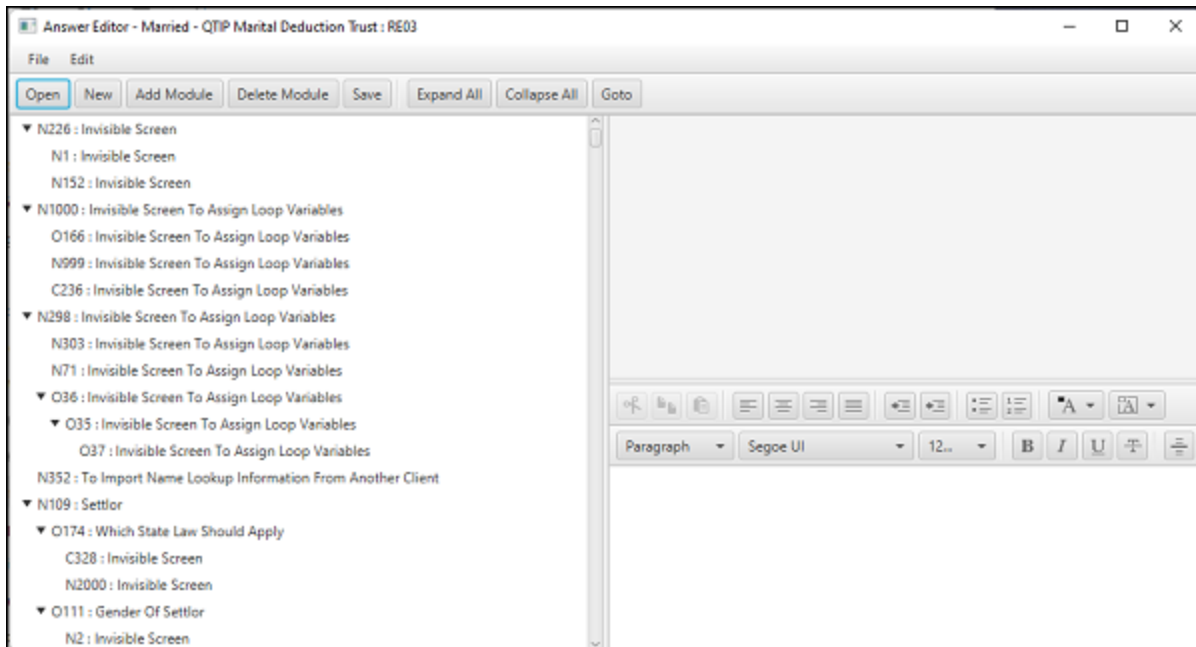 Answer Editor - Married - QTIP Marital Deduction Trust : RE03
File Edit
Open New Add Module Delete Module Save Expand All Collapse All Goto
N226 : Invisible Screen
N1 : Invisible Screen
N152 : Invisible Screen
N1000 : Invisible Screen To Assign Loop Variables
O166 : Invisible Screen To Assign Loop Variables
N999 : Invisible Screen To Assign Loop Variables
C236 : Invisible Screen To Assign Loop Variables
N298 : Invisible Screen To Assign Loop Variables
N303 : Invisible Screen To Assign Loop Variables
N71 : Invisible Screen To Assign Loop Variables
O36 : Invisible Screen To Assign Loop Variables
O35 : Invisible Screen To Assign Loop Variables
O37 : Invisible Screen To Assign Loop Variables
N352 : To Import Name Lookup Information From Another Client
N109 : Settlor
O174 : Which State Law Should Apply
C328 : Invisible Screen
N2000 : Invisible Screen
O111 : Gender Of Settlor
N2 : Invisible Screen
Paragraph Segoe UI 12... B I U T